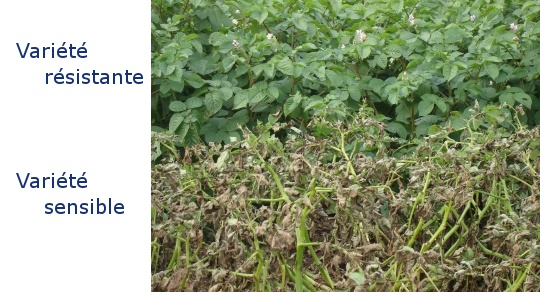 Variété
résistante
Variété
sensible